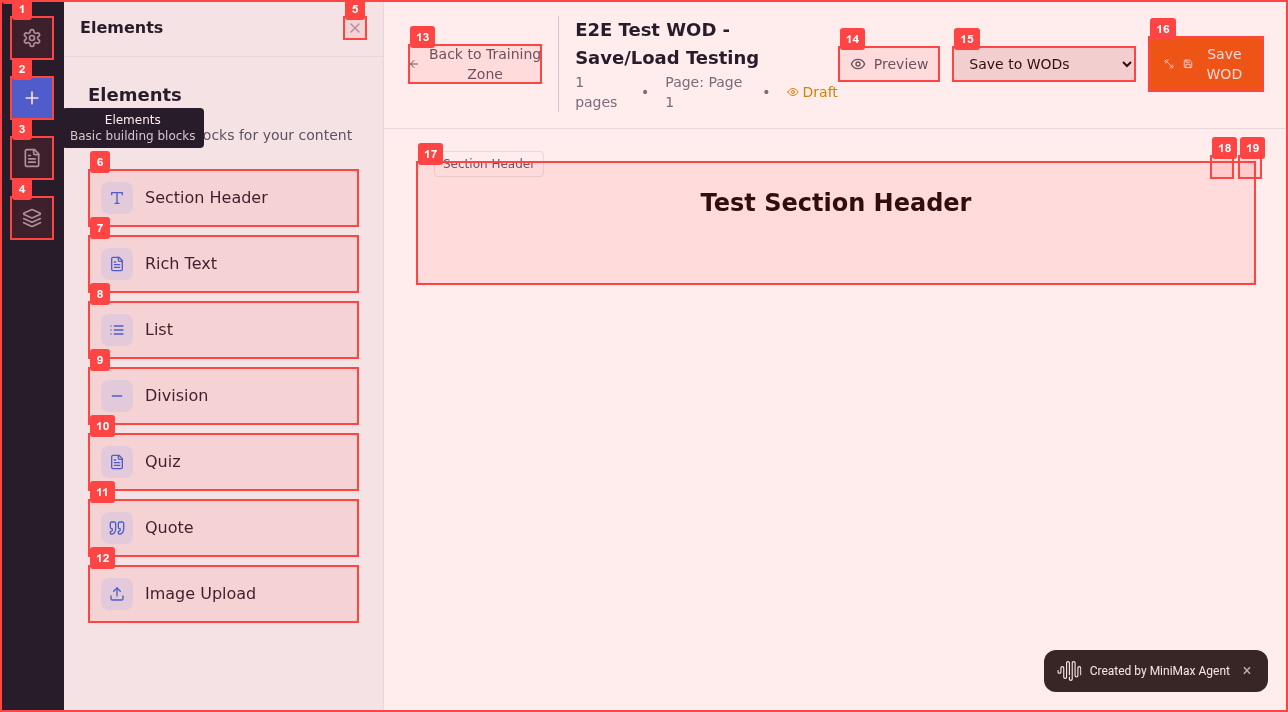 1
2
3
4
5
Elements
Elements
Elements
Basic building blocks
ocks for your content
6
Section Header
7
Rich Text
8
List
9
Division
10
Quiz
11
Quote
12
Image Upload
13
Back to Training
Zone
E2E Test WOD -
Save/Load Testing
1
pages
•
Page: Page
1
•
Draft
14
Preview
15
Save to WODs
16
Save
WOD
17
Section Header
18
19
Test Section Header
Created by MiniMax Agent